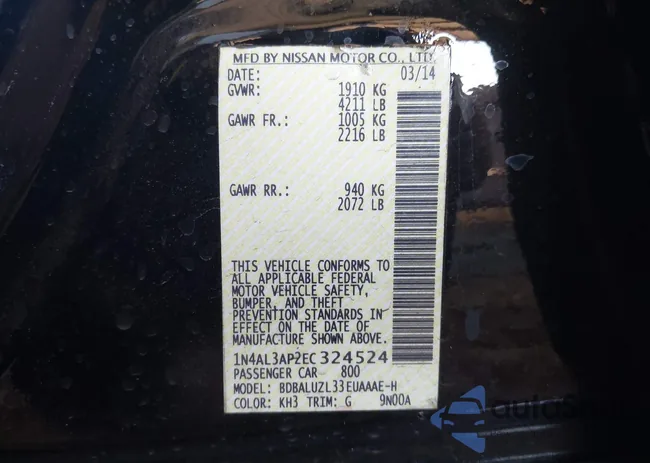 MFD BY NISSAN MOTOR CO., LTD.
DATE: 03/14
GVWR: 1910 KG
4211 LB
GAWR FR.: 1005 KG
2216 LB
GAWR RR.: 940 KG
2072 LB
THIS VEHICLE CONFORMS TO
ALL APPLICABLE FEDERAL
MOTOR VEHICLE SAFETY,
BUMPER, AND THEFT
PREVENTION STANDARDS IN
EFFECT ON THE DATE OF
MANUFACTURE SHOWN ABOVE.
1N4AL3AP2EC324524
PASSENGER CAR 800
MODEL: BDBALUZL33EUAAAE-H
COLOR: KH3 TRIM: G 9N00A